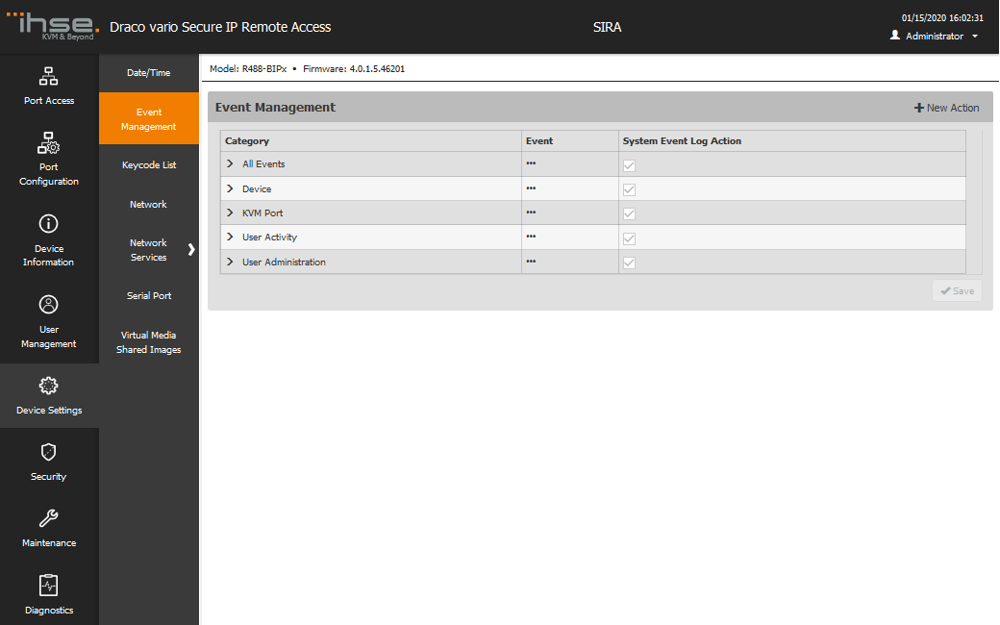 ihse.
KVM & Beyond
Draco vario Secure IP Remote Access
SIRA
01/15/2020 16:02:31
Administrator
Port Access
Port
Configuration
Device
Information
User
Management
Device Settings
Security
Maintenance
Diagnostics
Date/Time
Event
Management
Keycode List
Network
Network
Services
Serial Port
Virtual Media
Shared Images
Model: R488-BIPx • Firmware: 4.0.1.5.46201
Event Management
New Action
Category Event System Event Log Action
All Events •••
Device •••
KVM Port •••
User Activity •••
User Administration •••
Save